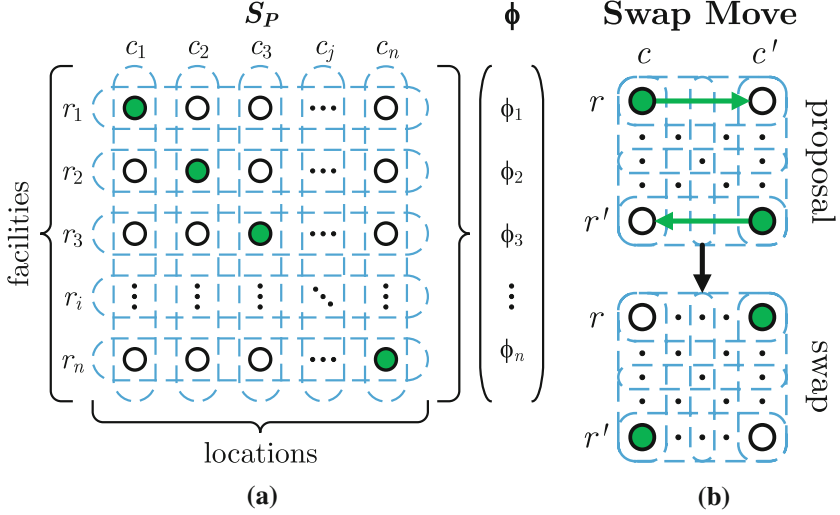 S_P
ϕ
Swap Move
c_1 c_2 c_3 c_j c_n
c c'
r_1
ϕ_1
r
proposal
r_2
ϕ_2
facilities
r_3
ϕ_3
r'
r_i
r
swap
r_n
ϕ_n
r'
locations
(a)
(b)